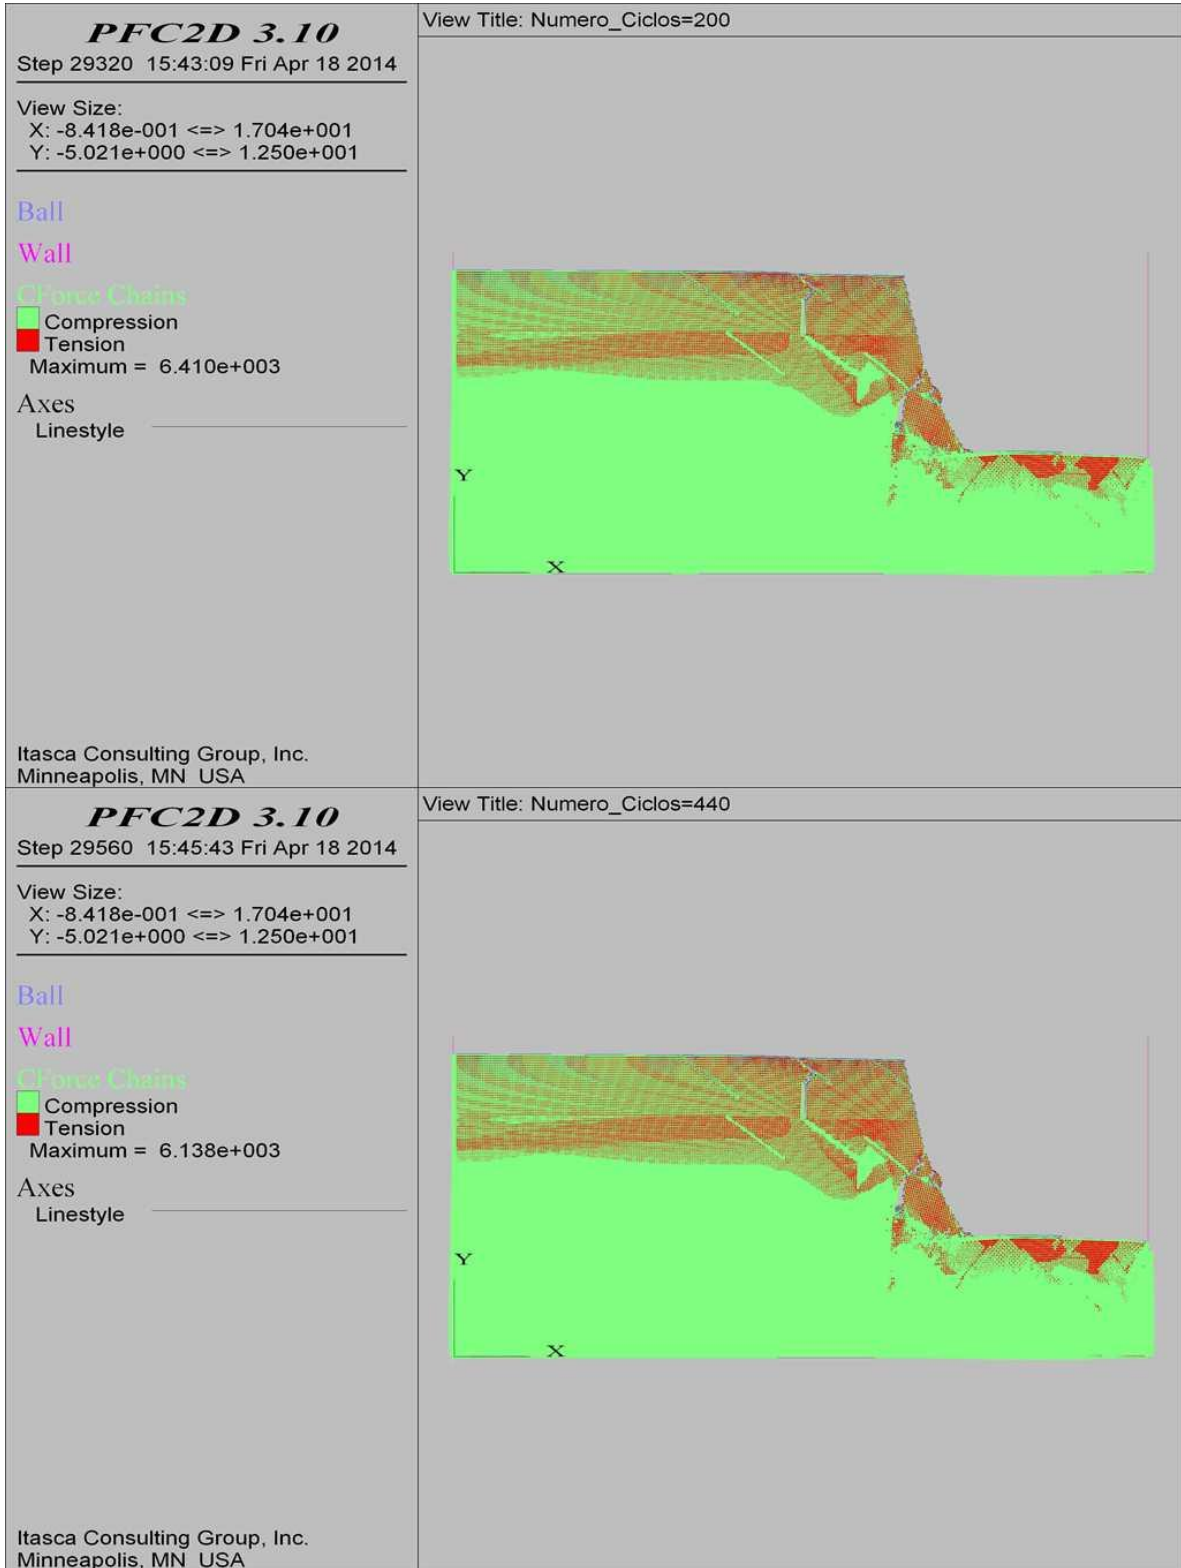 PFC2D 3.10
Step 29320 15:43:09 Fri Apr 18 2014
View Size:
X: -8.418e-001 <=> 1.704e+001
Y: -5.021e+000 <=> 1.250e+001
Ball
Wall
CForce Chains
Compression
Tension
Maximum = 6.410e+003
Axes
Linestyle
Itasca Consulting Group, Inc.
Minneapolis, MN USA
View Title: Numero_Ciclos=200
Y
X
PFC2D 3.10
Step 29560 15:45:43 Fri Apr 18 2014
View Size:
X: -8.418e-001 <=> 1.704e+001
Y: -5.021e+000 <=> 1.250e+001
Ball
Wall
CForce Chains
Compression
Tension
Maximum = 6.138e+003
Axes
Linestyle
Itasca Consulting Group, Inc.
Minneapolis, MN USA
View Title: Numero_Ciclos=440
Y
X